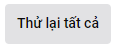 Thử lại tất cả